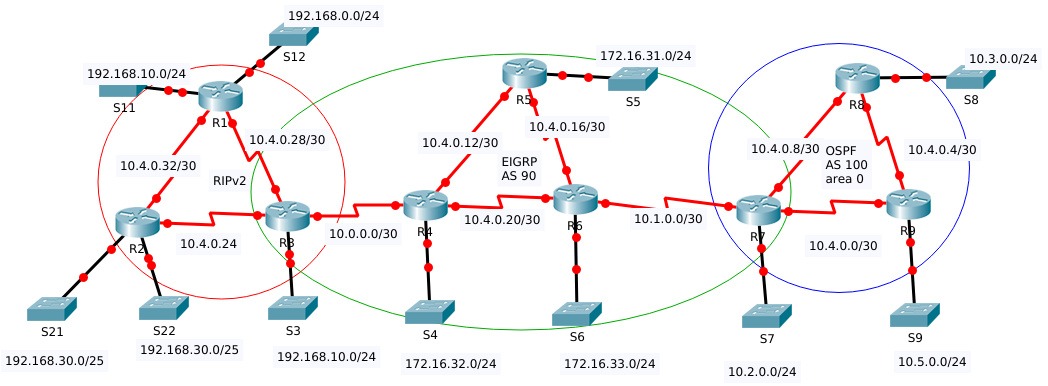 192.168.0.0/24
S12
192.168.10.0/24
S11
R1
10.4.0.28/30
10.4.0.32/30
RIPv2
R2
10.4.0.24
R3
10.0.0.0/30
S21
S22
S3
192.168.30.0/25
192.168.30.0/25
192.168.10.0/24
172.16.31.0/24
R5
S5
10.4.0.12/30
10.4.0.16/30
EIGRP
AS 90
R4
10.4.0.20/30
R6
10.1.0.0/30
S4
S6
172.16.32.0/24
172.16.33.0/24
10.3.0.0/24
R8
S8
10.4.0.8/30
OSPF
AS 100
area 0
10.4.0.4/30
R7
R9
10.4.0.0/30
S7
S9
10.2.0.0/24
10.5.0.0/24